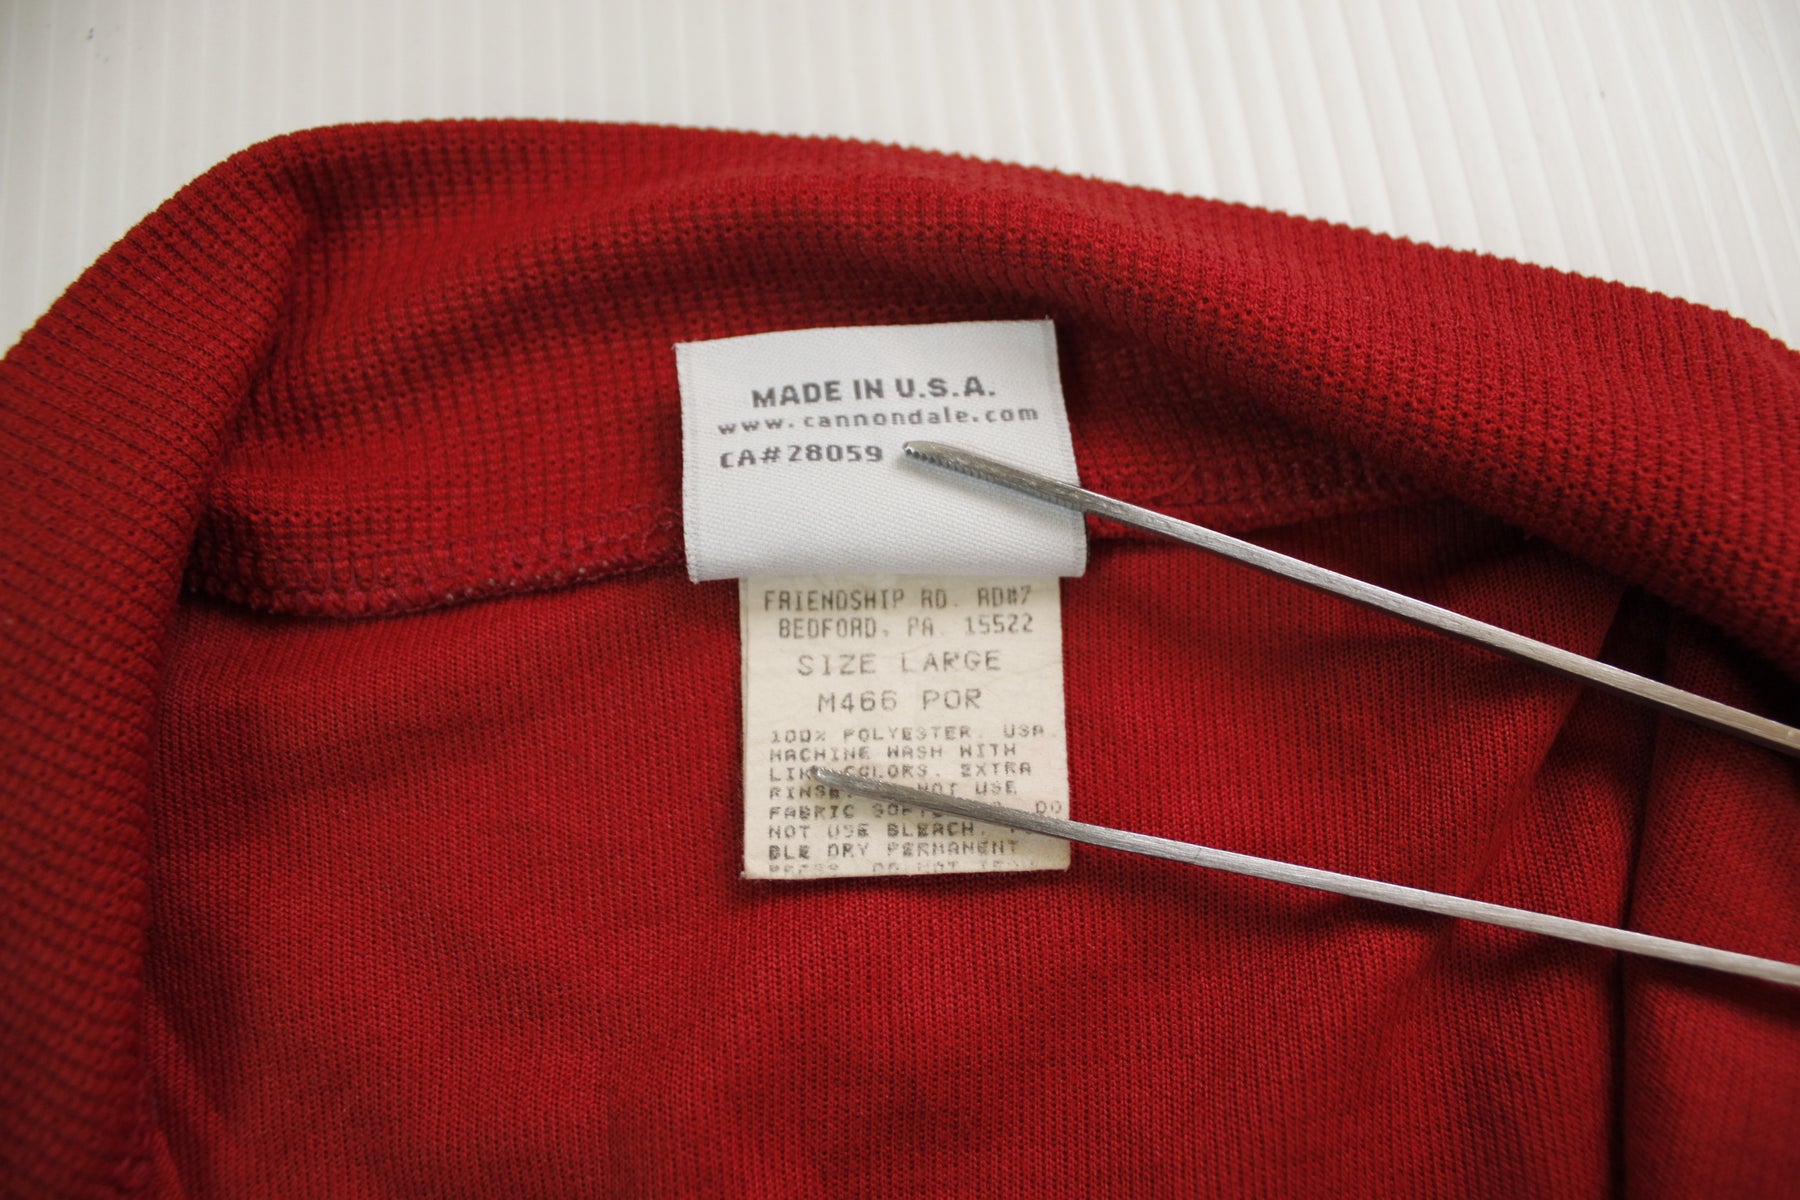 MADE IN U.S.A.
www.cannondale.com
CA#28059
FRIENDSHIP RD. RD#7
BEDFORD, PA 15522
SIZE LARGE
M466 POR
100% POLYESTER. USA.
MACHINE WASH WITH
COLORS. EXTRA
RINSE. NOT USE
FABRIC DO
NOT USE BLEACH.
BLE DRY PERMANENT